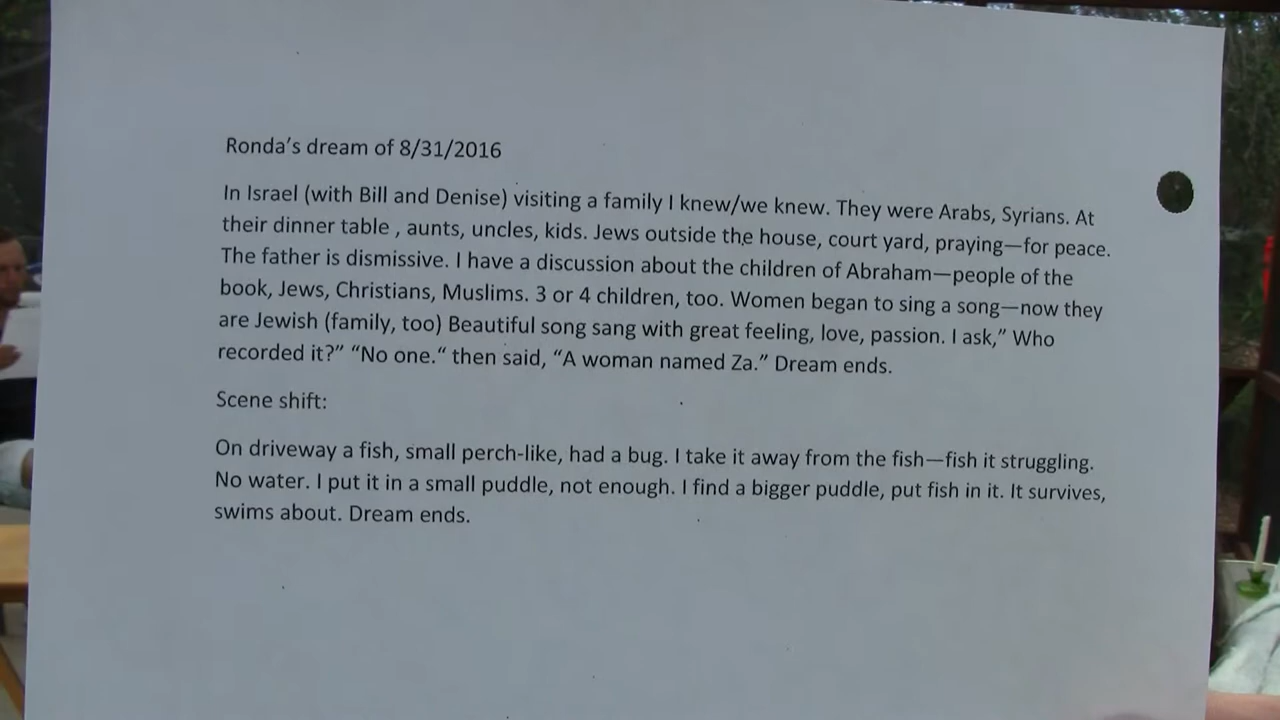 Ronda’s dream of 8/31/2016
In Israel (with Bill and Denise) visiting a family I knew/we knew. They were Arabs, Syrians. At
their dinner table , aunts, uncles, kids. Jews outside the house, court yard, praying—for peace.
The father is dismissive. I have a discussion about the children of Abraham—people of the
book, Jews, Christians, Muslims. 3 or 4 children, too. Women began to sing a song—now they
are Jewish (family, too) Beautiful song sang with great feeling, love, passion. I ask,” Who
recorded it?” “No one.“ then said, “A woman named Za.” Dream ends.
Scene shift:
On driveway a fish, small perch-like, had a bug. I take it away from the fish—fish it struggling.
No water. I put it in a small puddle, not enough. I find a bigger puddle, put fish in it. It survives,
swims about. Dream ends.